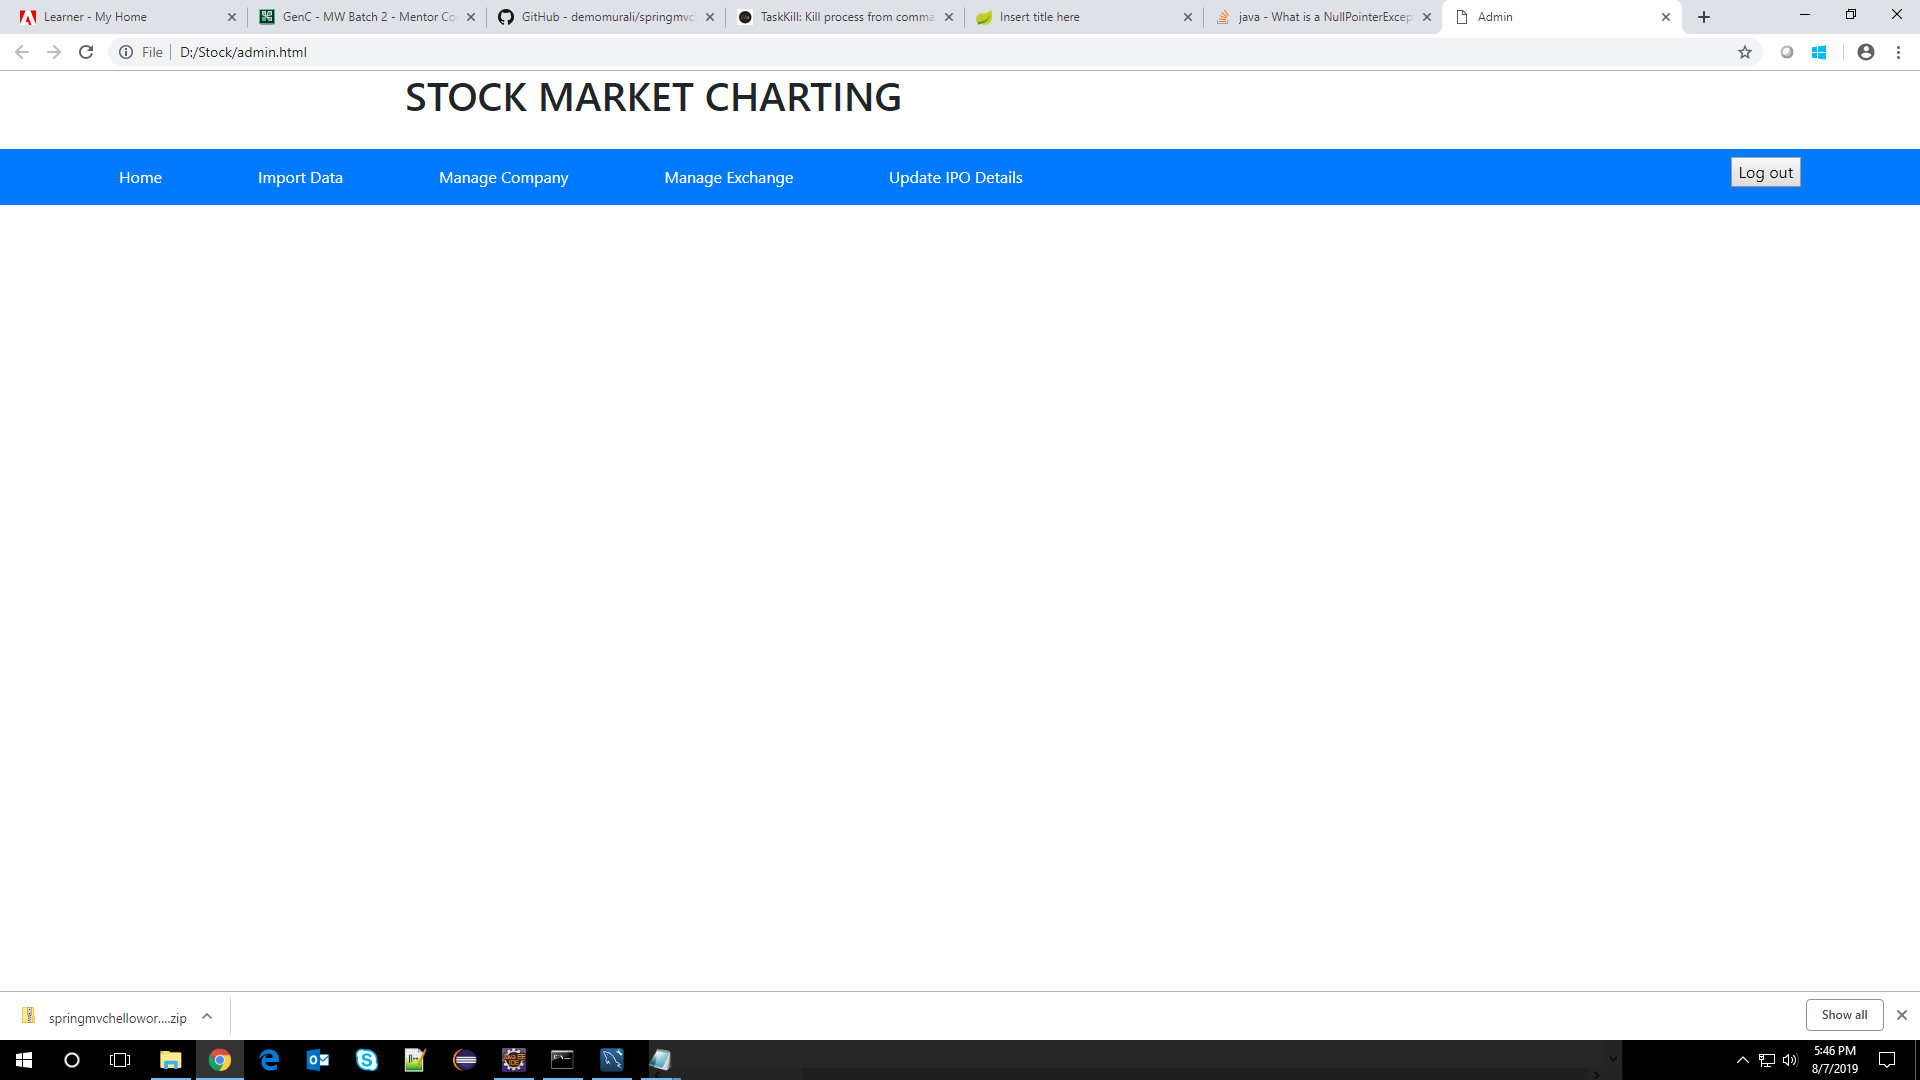 Learner - My Home
GenC - MW Batch 2 - Mentor Co
GitHub - demomurali/springmvc
TaskKill: Kill process from comma
Insert title here
java - What is a NullPointerExcep
Admin
File
D:/Stock/admin.html
STOCK MARKET CHARTING
Home
Import Data
Manage Company
Manage Exchange
Update IPO Details
Log out
springmvchellowor....zip
Show all
5:46 PM
8/7/2019